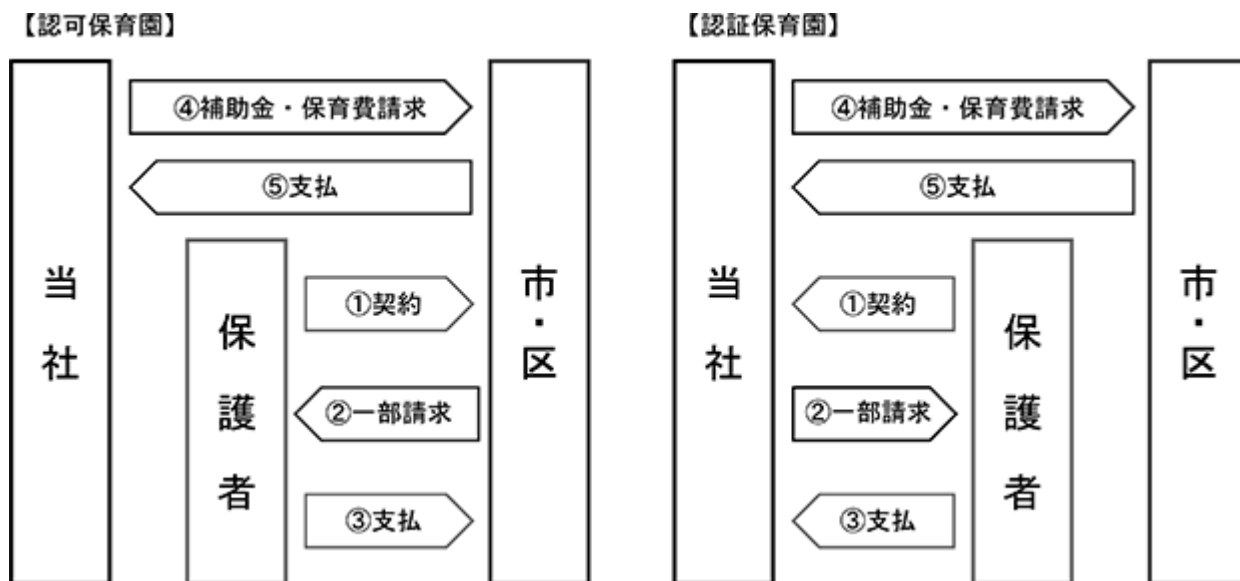 【認可保育園】
④補助金・保育費請求
⑤支払
当社
保護者
市・区
①契約
②一部請求
③支払
【認証保育園】
④補助金・保育費請求
⑤支払
当社
①契約
②一部請求
③支払
保護者
市・区